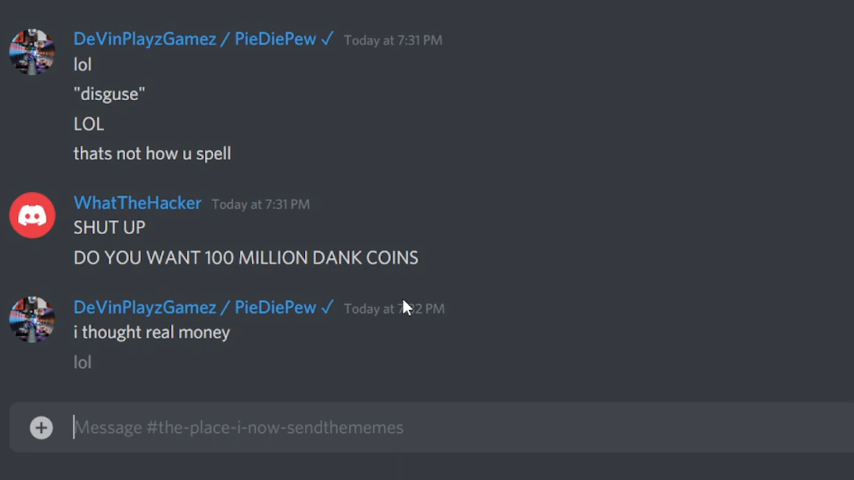 DeVinPlayzGamez / PieDiePew ✓ Today at 7:31 PM
lol
"disguse"
LOL
thats not how u spell
WhatTheHacker Today at 7:31 PM
SHUT UP
DO YOU WANT 100 MILLION DANK COINS
DeVinPlayzGamez / PieDiePew ✓ Today at 7:32 PM
i thought real money
lol
Message #the-place-i-now-sendthememes